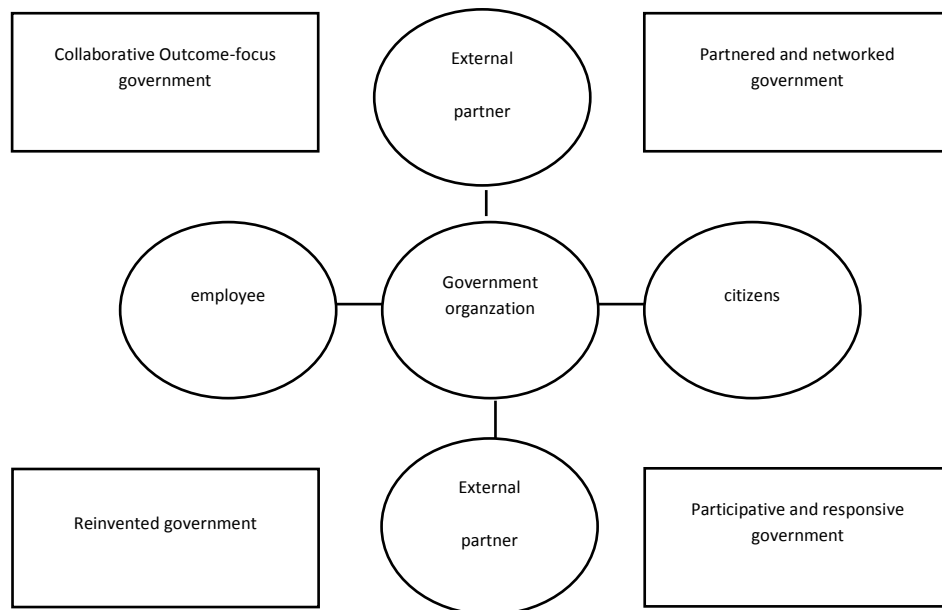 Collaborative Outcome-focus
government
External
partner
Partnered and networked
government
employee
Government
organzation
citizens
Reinvented government
External
partner
Participative and responsive
government